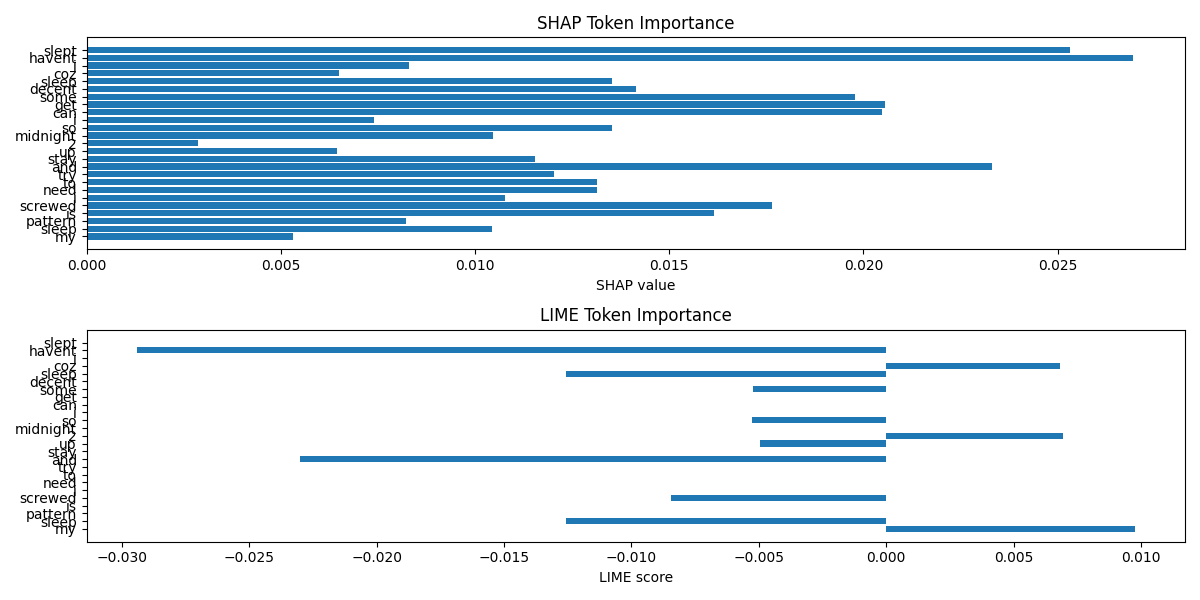 SHAP Token Importance
slept
havent
i
coz
sleep
decent
some
get
can
i
so
midnight
2
up
stay
and
try
to
need
i
screwed
is
pattern
sleep
my
0.000 0.005 0.010 0.015 0.020 0.025
SHAP value
LIME Token Importance
slept
havent
i
coz
sleep
decent
some
get
can
i
so
midnight
2
up
stay
and
try
to
need
i
screwed
is
pattern
sleep
my
−0.030 −0.025 −0.020 −0.015 −0.010 −0.005 0.000 0.005 0.010
LIME score